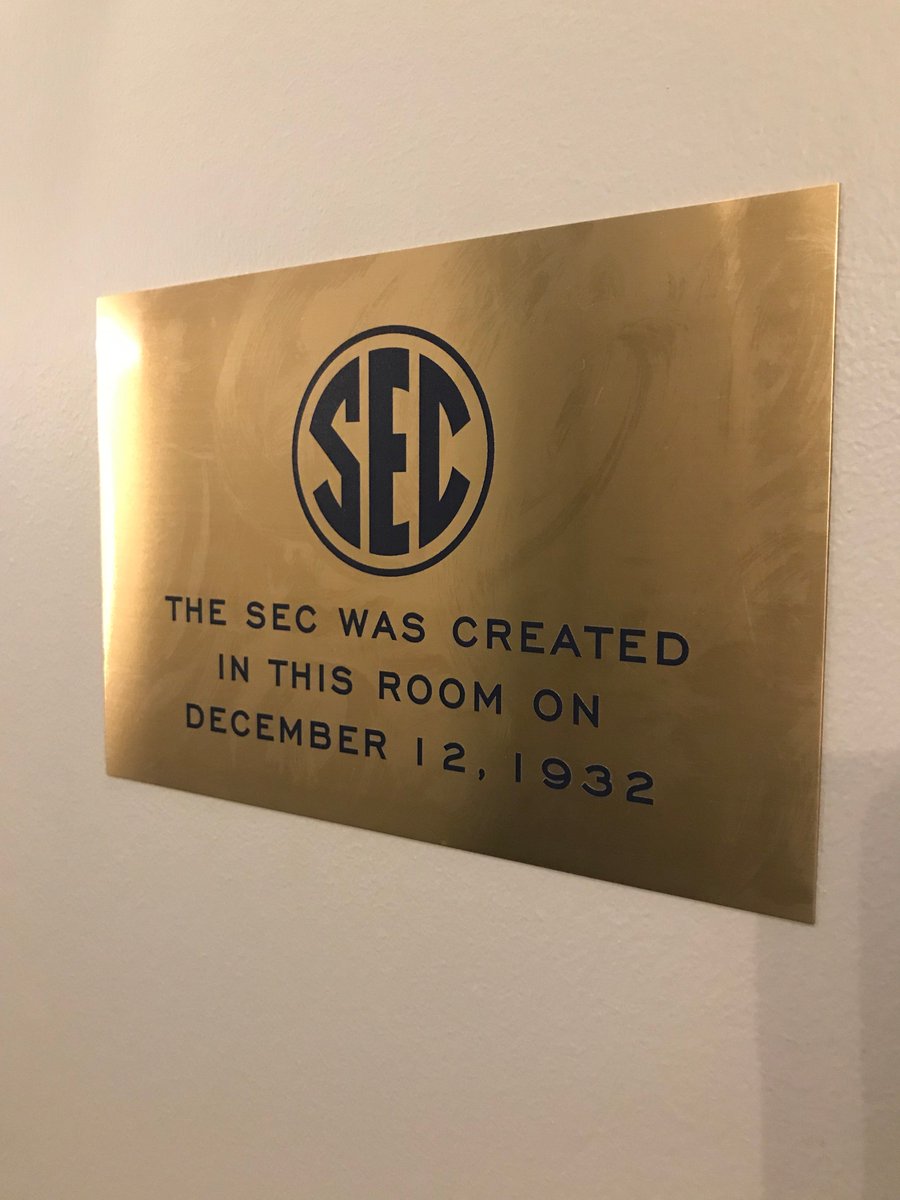 SEC
THE SEC WAS CREATED
IN THIS ROOM ON
DECEMBER 12, 1932